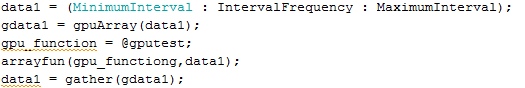 data1 = (MinimumInterval : IntervalFrequency : MaximumInterval);
gdata1 = gpuArray(data1);
gpu_function = @gputest;
arrayfun(gpu_functiong,data1);
data1 = gather(gdata1);